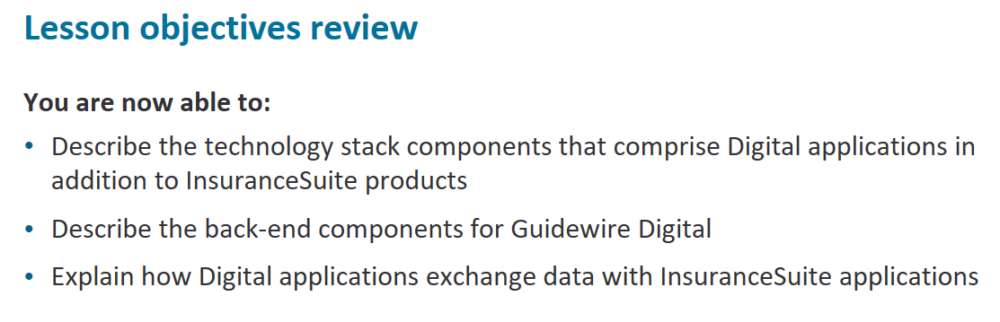 Lesson objectives review
You are now able to:
• Describe the technology stack components that comprise Digital applications in
addition to InsuranceSuite products
• Describe the back-end components for Guidewire Digital
• Explain how Digital applications exchange data with InsuranceSuite applications